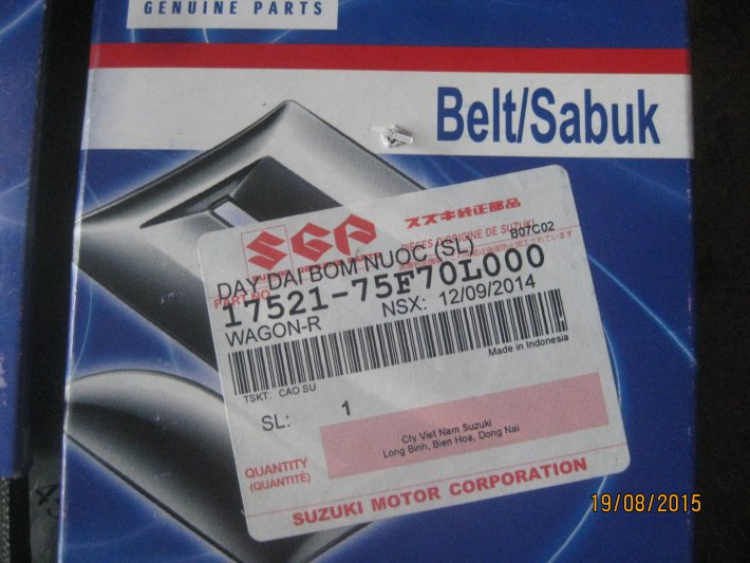 GENUINE PARTS
Belt/Sabuk
SGP
スズキ純正部品
SUZUKI GENUINE PARTS
PIÈCES D'ORIGINE DE SUZUKI
B07C02
DAY DAI BOM NUOC (SL)
PART NO.
17521-75F70L000
WAGON-R
NSX: 12/09/2014
Made in Indonesia
TSKT: CAO SU
SL: 1
Cty Viet Nam Suzuki
Long Binh, Bien Hoa, Dong Nai
QUANTITY
(QUANTITÉ)
SUZUKI MOTOR CORPORATION
19/08/2015